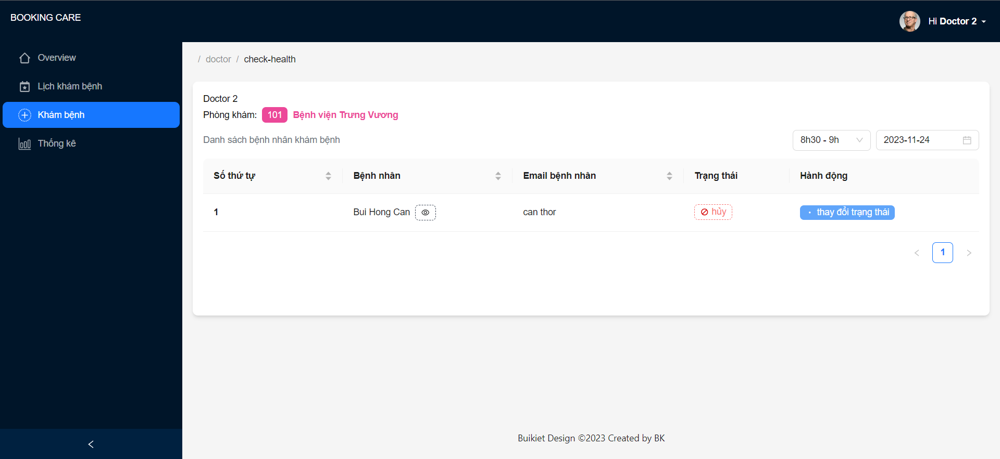 BOOKING CARE
Hi Doctor 2
Overview
Lịch khám bệnh
Khám bệnh
Thống kê
/ doctor / check-health
Doctor 2
Phòng khám: 101 Bệnh viện Trưng Vương
Danh sách bệnh nhân khám bệnh
8h30 - 9h
2023-11-24
Số thứ tự Bệnh nhân Email bệnh nhân Trạng thái Hành động
1 Bui Hong Can can thor hủy thay đổi trạng thái
< 1 >
Buikiet Design ©2023 Created by BK